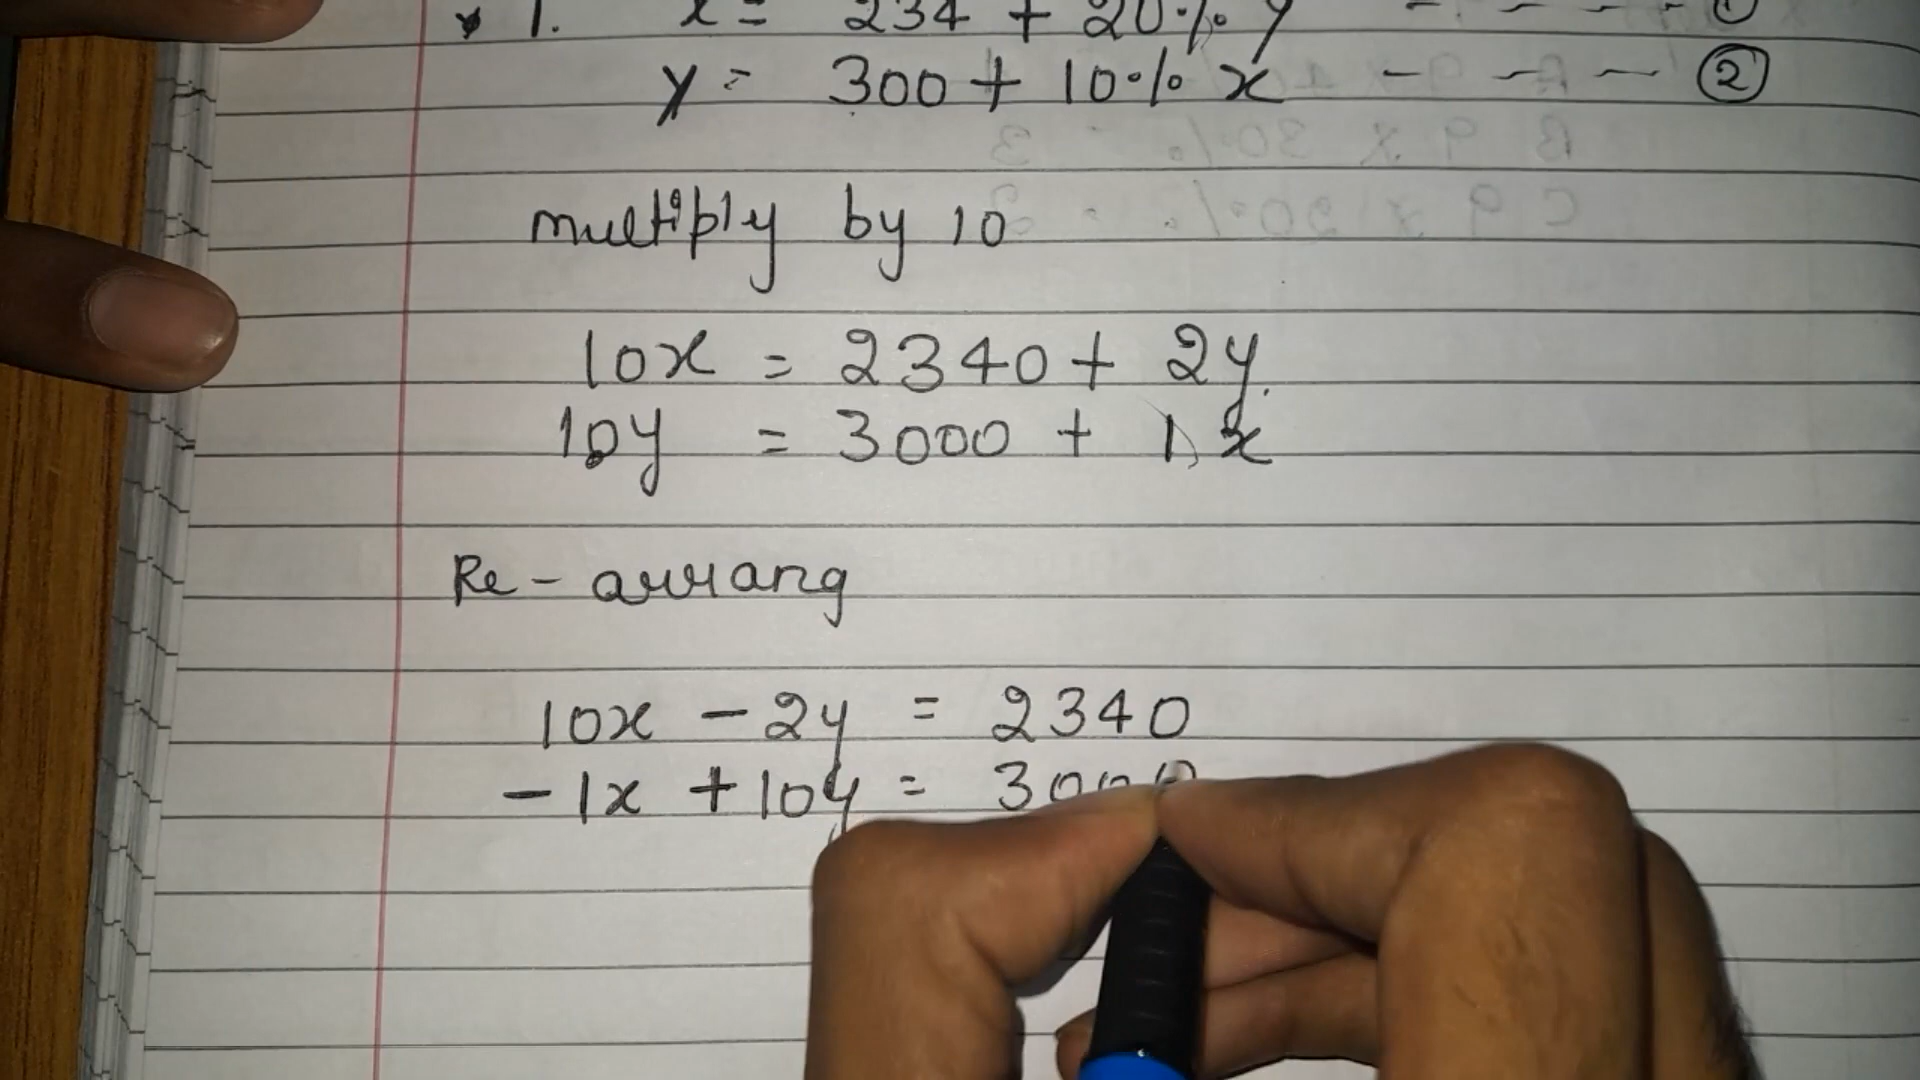 1. x = 234 + 20% y - - - - ①
y = 300 + 10% x - - - ②
multiply by 10
10x = 2340 + 2y
10y = 3000 + 1x
Re-arrang
10x - 2y = 2340
-1x + 10y = 3000